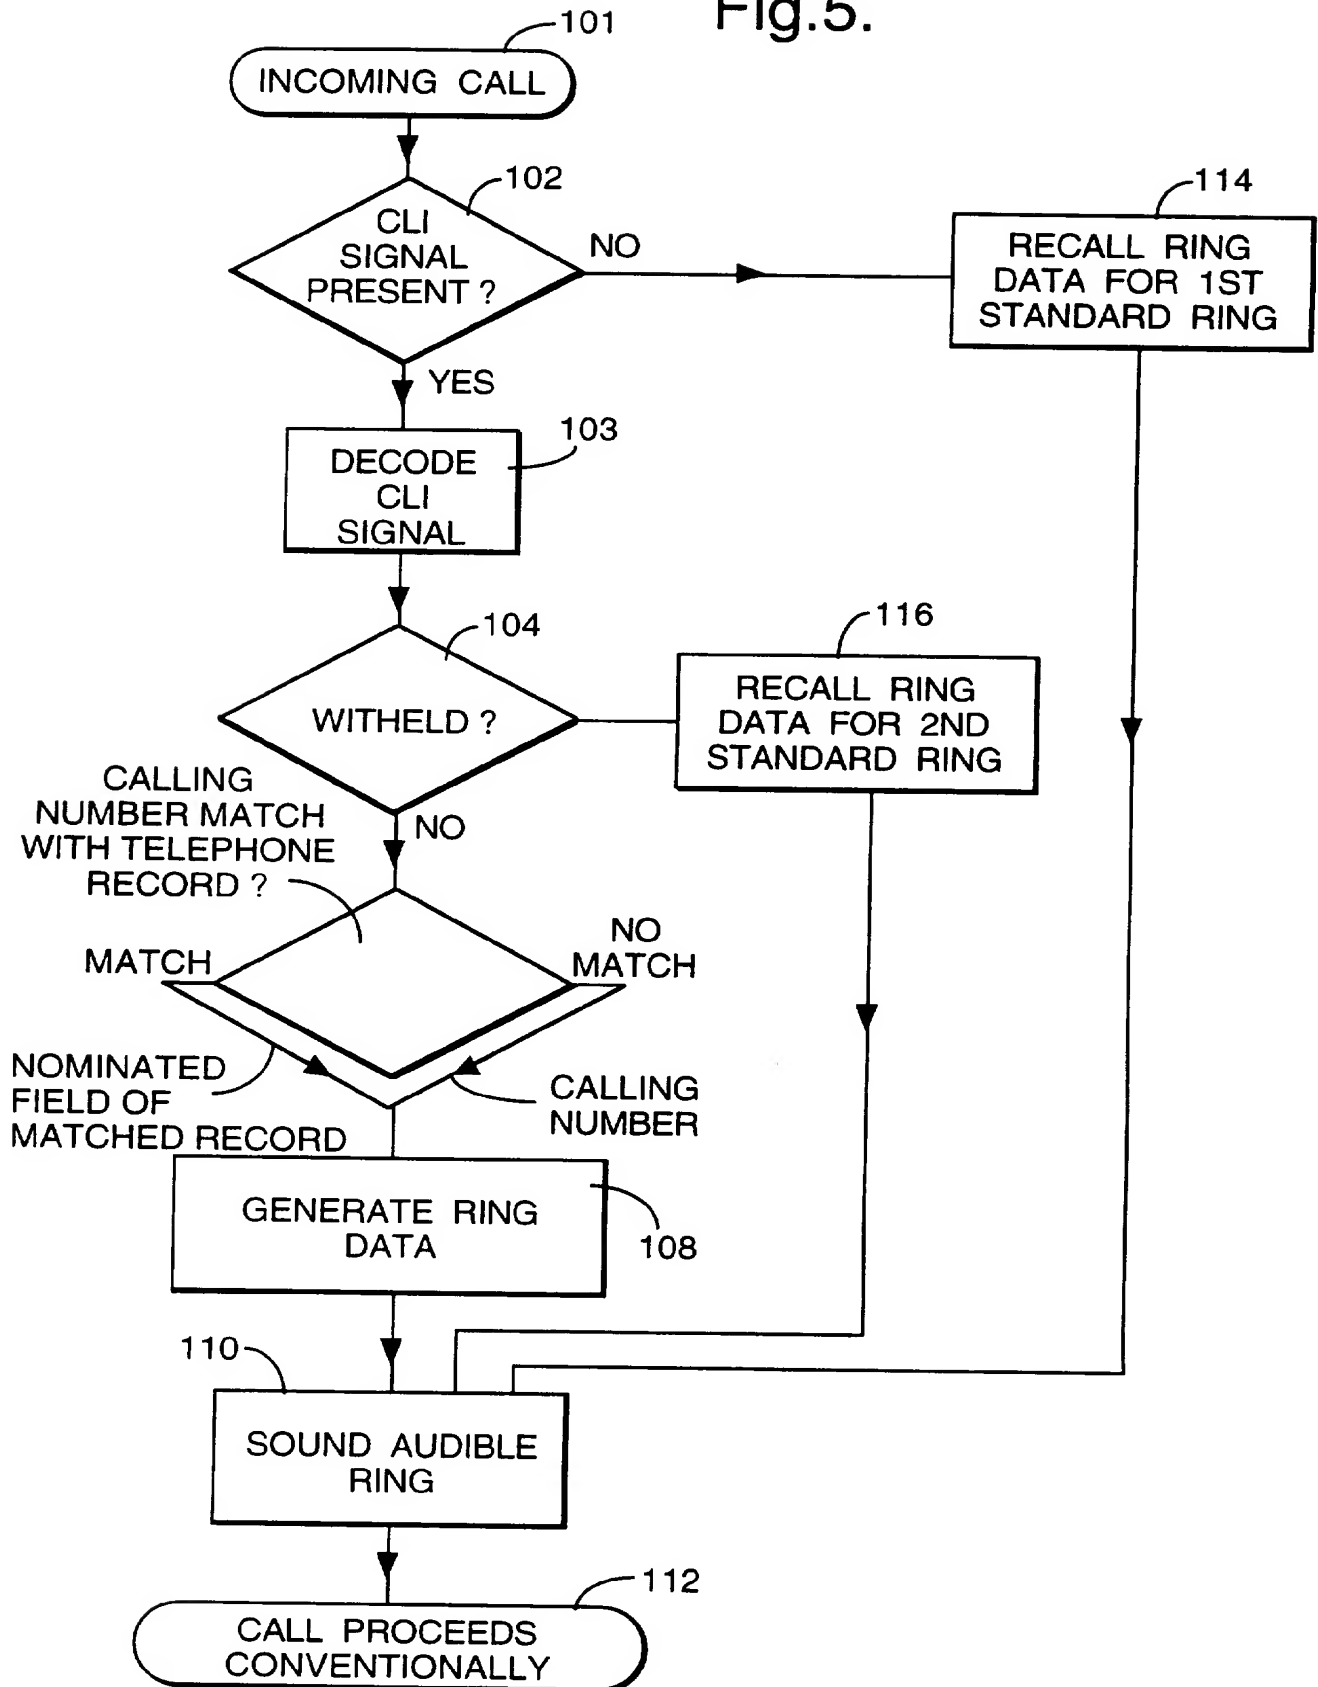 Fig.5.
101
INCOMING CALL
102
CLI
SIGNAL
PRESENT ?
NO
114
RECALL RING
DATA FOR 1ST
STANDARD RING
YES
103
DECODE
CLI
SIGNAL
104
WITHELD ?
116
RECALL RING
DATA FOR 2ND
STANDARD RING
NO
CALLING
NUMBER MATCH
WITH TELEPHONE
RECORD ?
MATCH
NO
MATCH
NOMINATED
FIELD OF
MATCHED RECORD
CALLING
NUMBER
GENERATE RING
DATA
108
110
SOUND AUDIBLE
RING
112
CALL PROCEEDS
CONVENTIONALLY